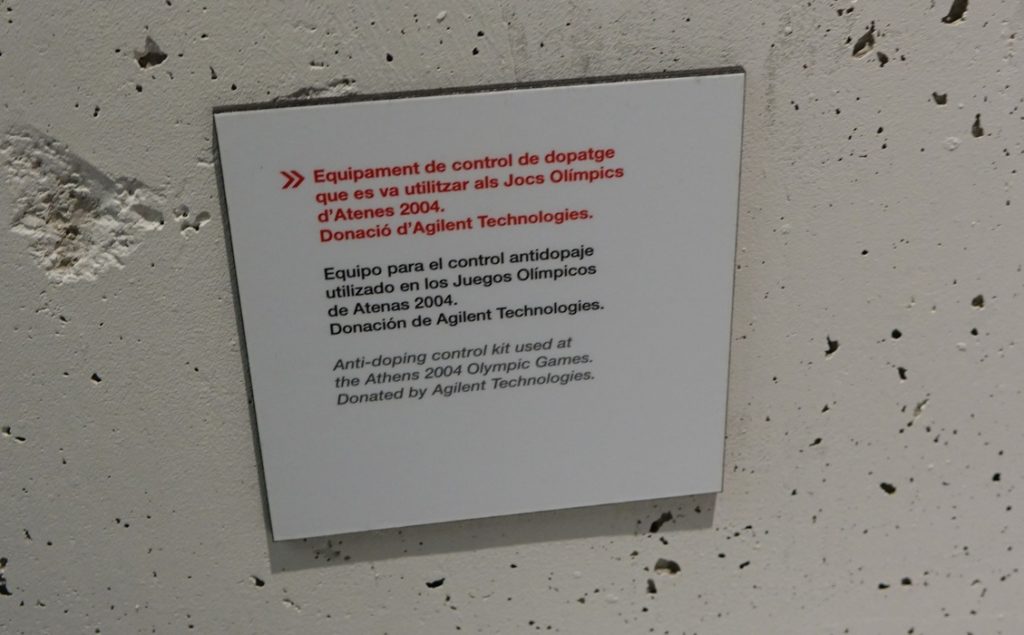 » Equipament de control de dopatge
que es va utilitzar als Jocs Olímpics
d'Atenes 2004.
Donació d'Agilent Technologies.
Equipo para el control antidopaje
utilizado en los Juegos Olímpicos
de Atenas 2004.
Donación de Agilent Technologies.
Anti-doping control kit used at
the Athens 2004 Olympic Games.
Donated by Agilent Technologies.